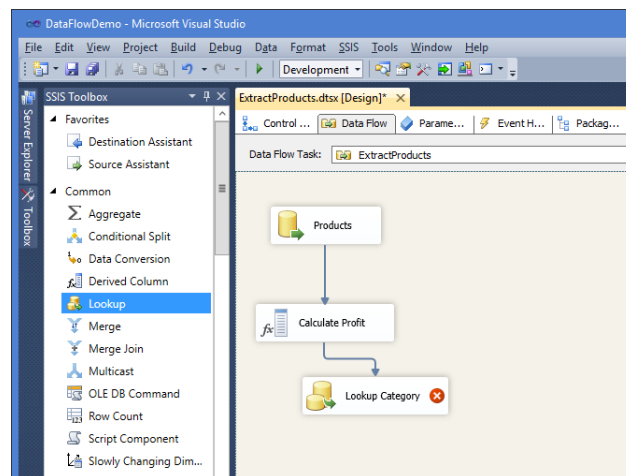 DataFlowDemo - Microsoft Visual Studio
File Edit View Project Build Debug Data Format SSIS Tools Window Help
Development
Server Explorer
Toolbox
SSIS Toolbox
Favorites
Destination Assistant
Source Assistant
Common
Aggregate
Conditional Split
Data Conversion
Derived Column
Lookup
Merge
Merge Join
Multicast
OLE DB Command
Row Count
Script Component
Slowly Changing Dim...
ExtractProducts.dtsx [Design]*
Control ... Data Flow Parame... Event H... Packag...
Data Flow Task: ExtractProducts
Products
fx Calculate Profit
Lookup Category